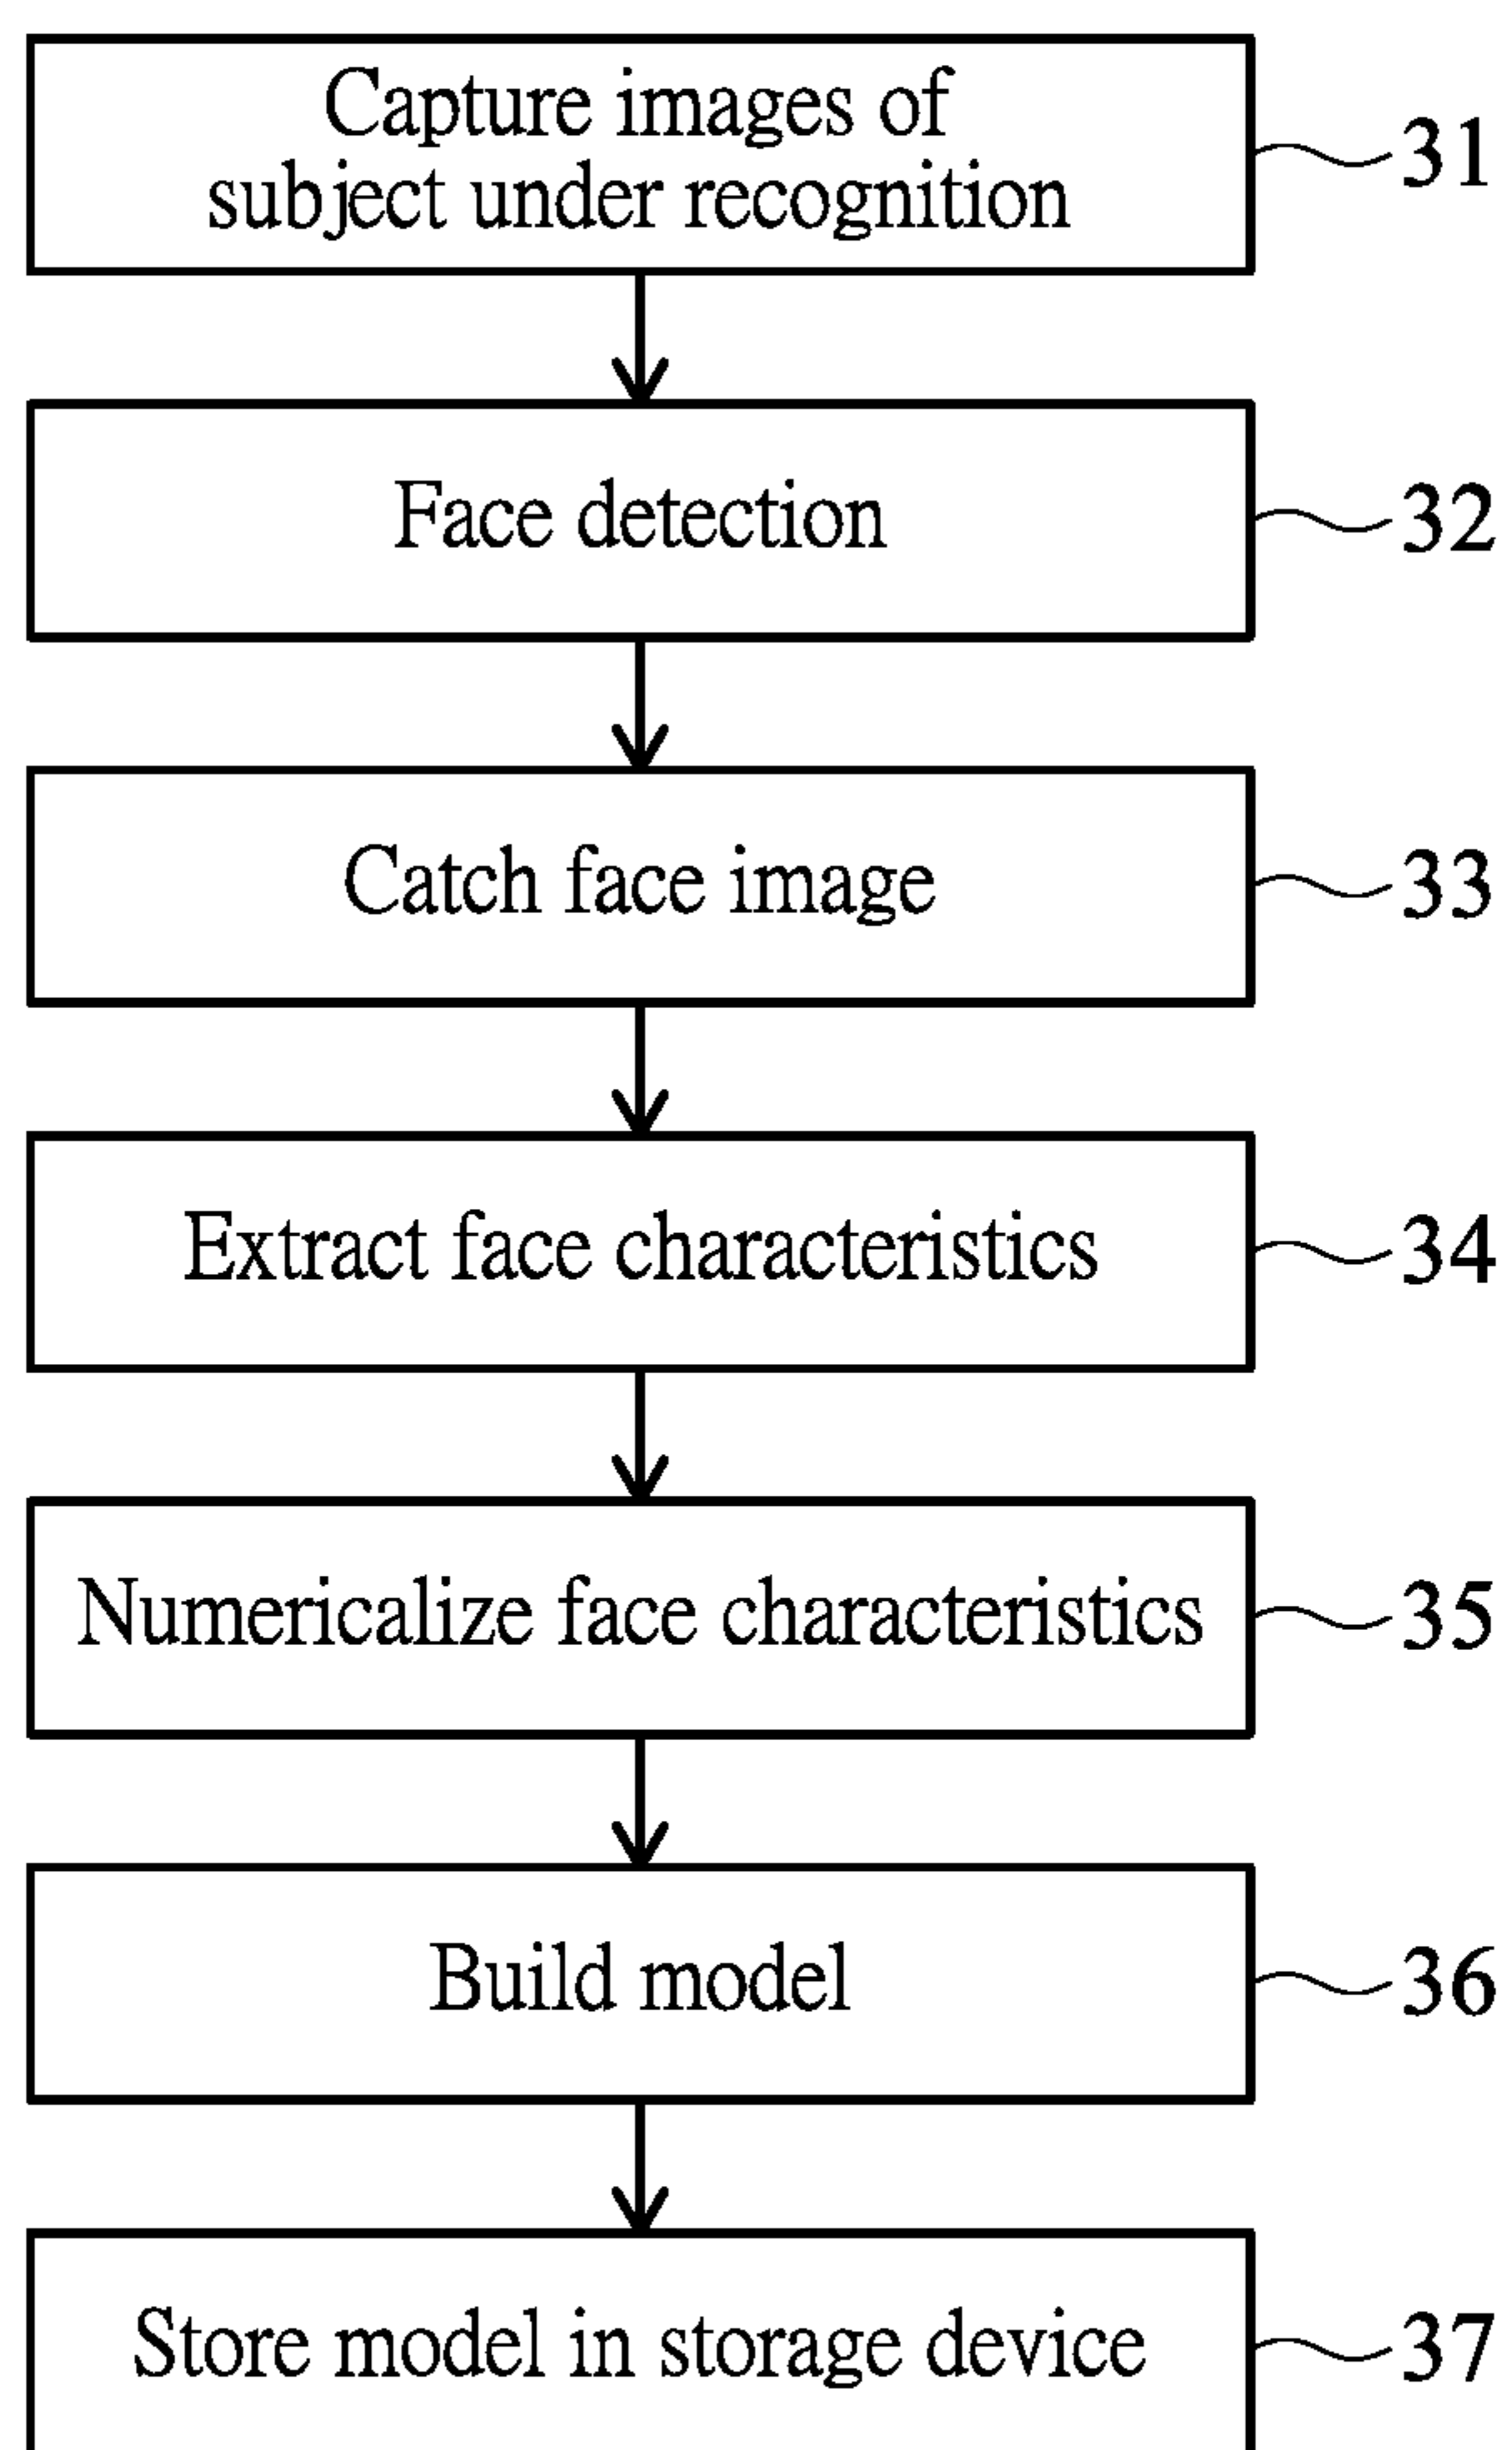 Capture images of
subject under recognition
31
Face detection
32
Catch face image
33
Extract face characteristics
34
Numericalize face characteristics
35
Build model
36
Store model in storage device
37